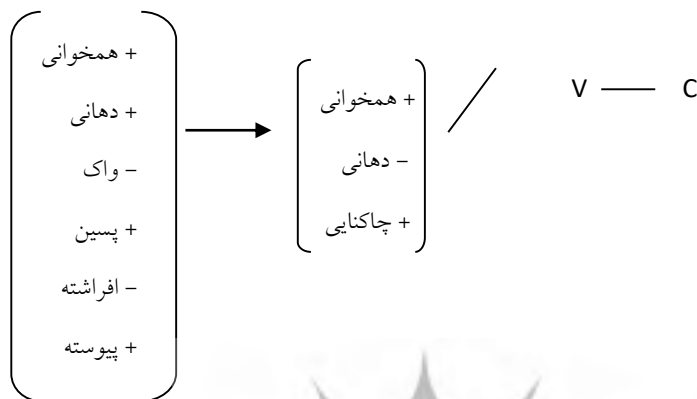 + همخوانی
+ دهانی
– واک
+ پسین
– افراشته
+ پیوسته
+ همخوانی
– دهانی
+ چاکنایی
V — C